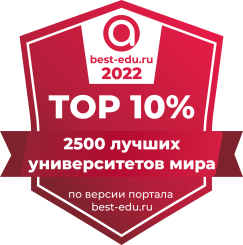 best-edu.ru
2022
TOP 10%
2500 лучших
университетов мира
по версии портала
best-edu.ru